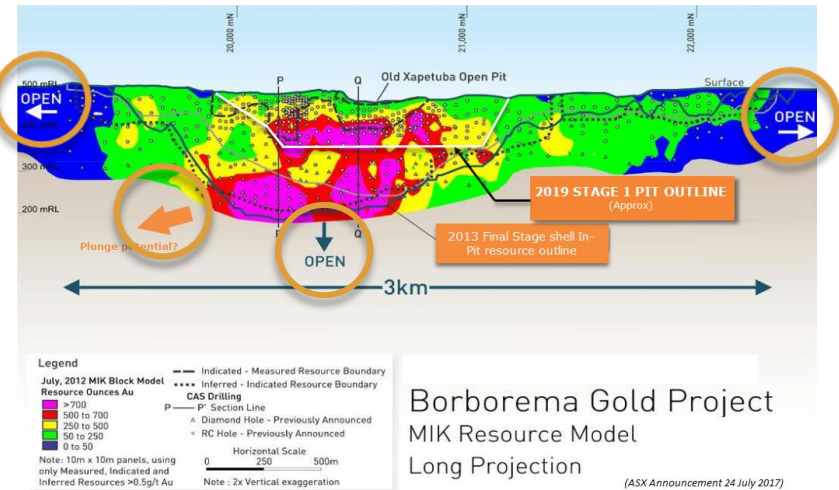 20,000 mN
21,000 mN
22,000 mN
P
Q
Old Xapetuba Open Pit
Surface
500 mRL
OPEN
OPEN
300 mRL
2019 STAGE 1 PIT OUTLINE
(Approx)
200 mRL
P'
Q'
Plunge potential?
2013 Final Stage shell In-
Pit resource outline
OPEN
3km
Legend
July, 2012 MIK Block Model
Resource Ounces Au
>700
500 to 700
250 to 500
50 to 250
0 to 50
Note: 10m x 10m panels, using
only Measured, Indicated and
Inferred Resources >0.5g/t Au
Indicated - Measured Resource Boundary
Inferred - Indicated Resource Boundary
CAS Drilling
P P' Section Line
Diamond Hole - Previously Announced
RC Hole - Previously Announced
Horizontal Scale
0 250 500m
Note : 2x Vertical exaggeration
Borborema Gold Project
MIK Resource Model
Long Projection
(ASX Announcement 24 July 2017)